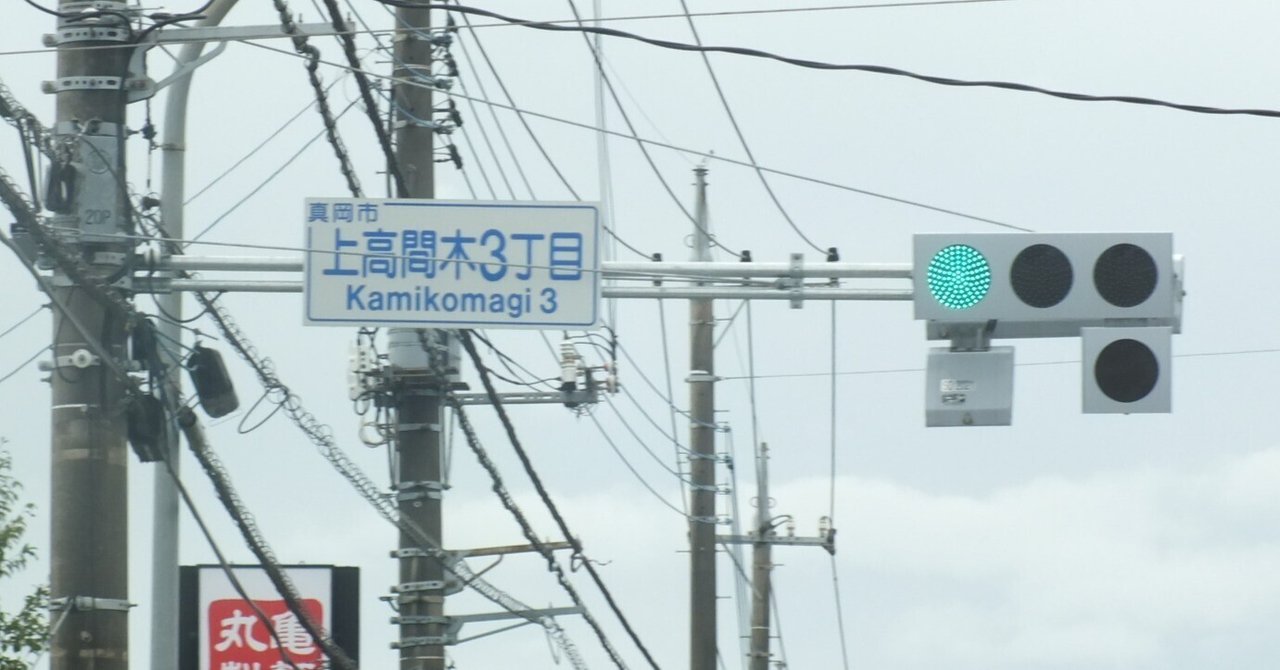 真岡市
上高間木3丁目
Kamikomagi 3
20P
丸亀